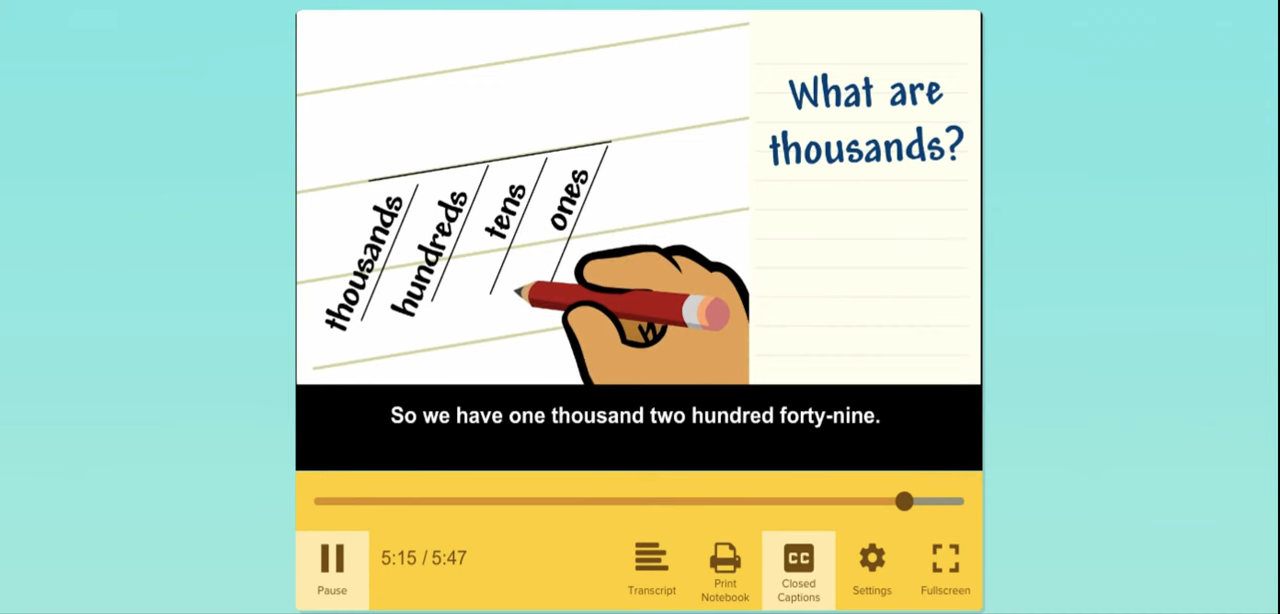 What are
thousands?
thousands
hundreds
tens
ones
So we have one thousand two hundred forty-nine.
5:15 / 5:47
Pause
Transcript
Print
Notebook
CC
Closed
Captions
Settings
Fullscreen